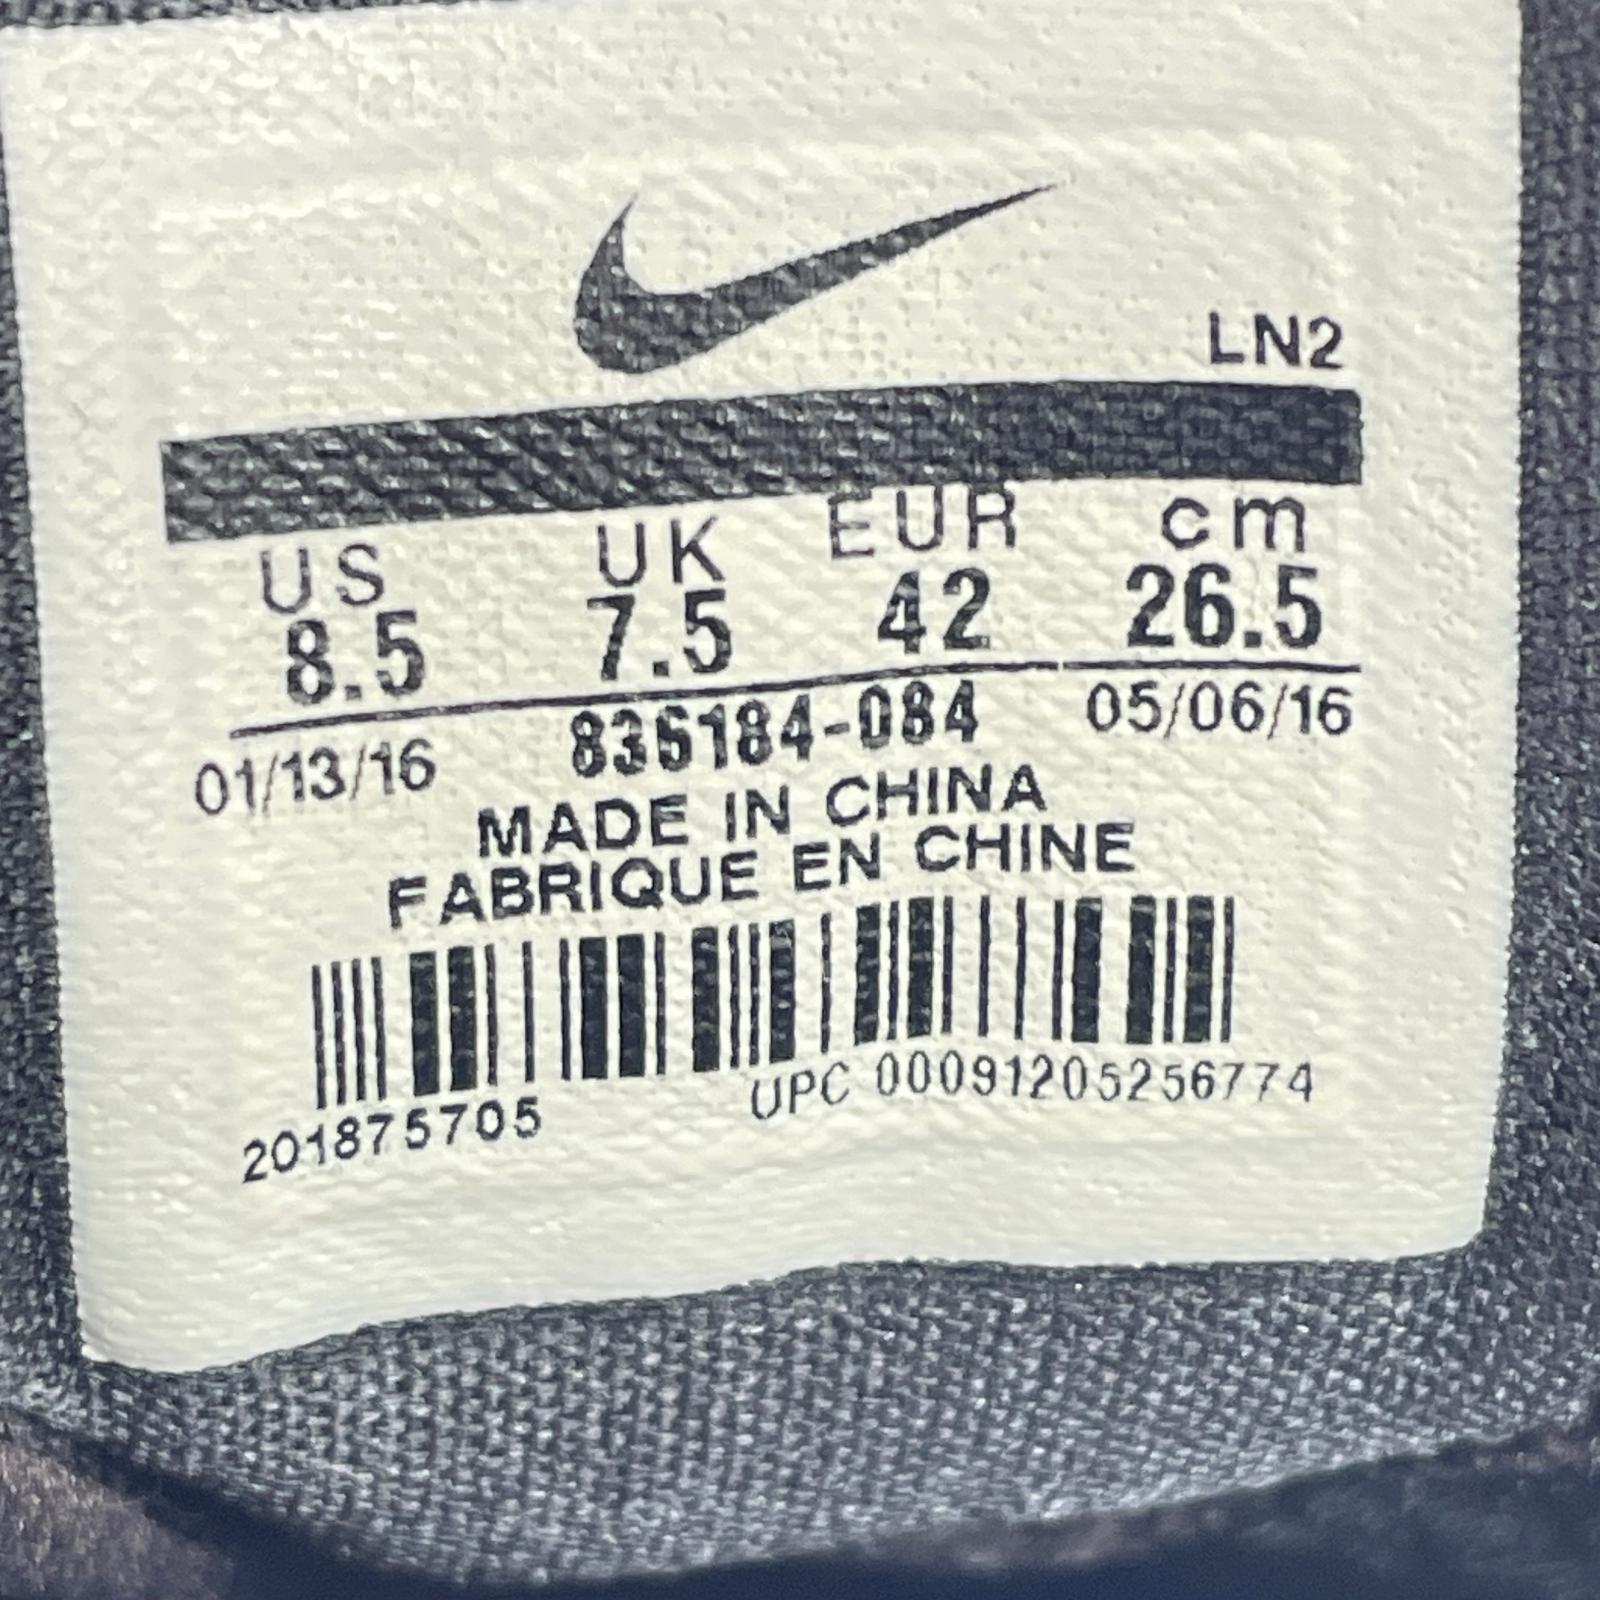 LN2
US UK EUR cm
8.5 7.5 42 26.5
01/13/16 836184-084 05/06/16
MADE IN CHINA
FABRIQUE EN CHINE
201875705 UPC 00091205256774